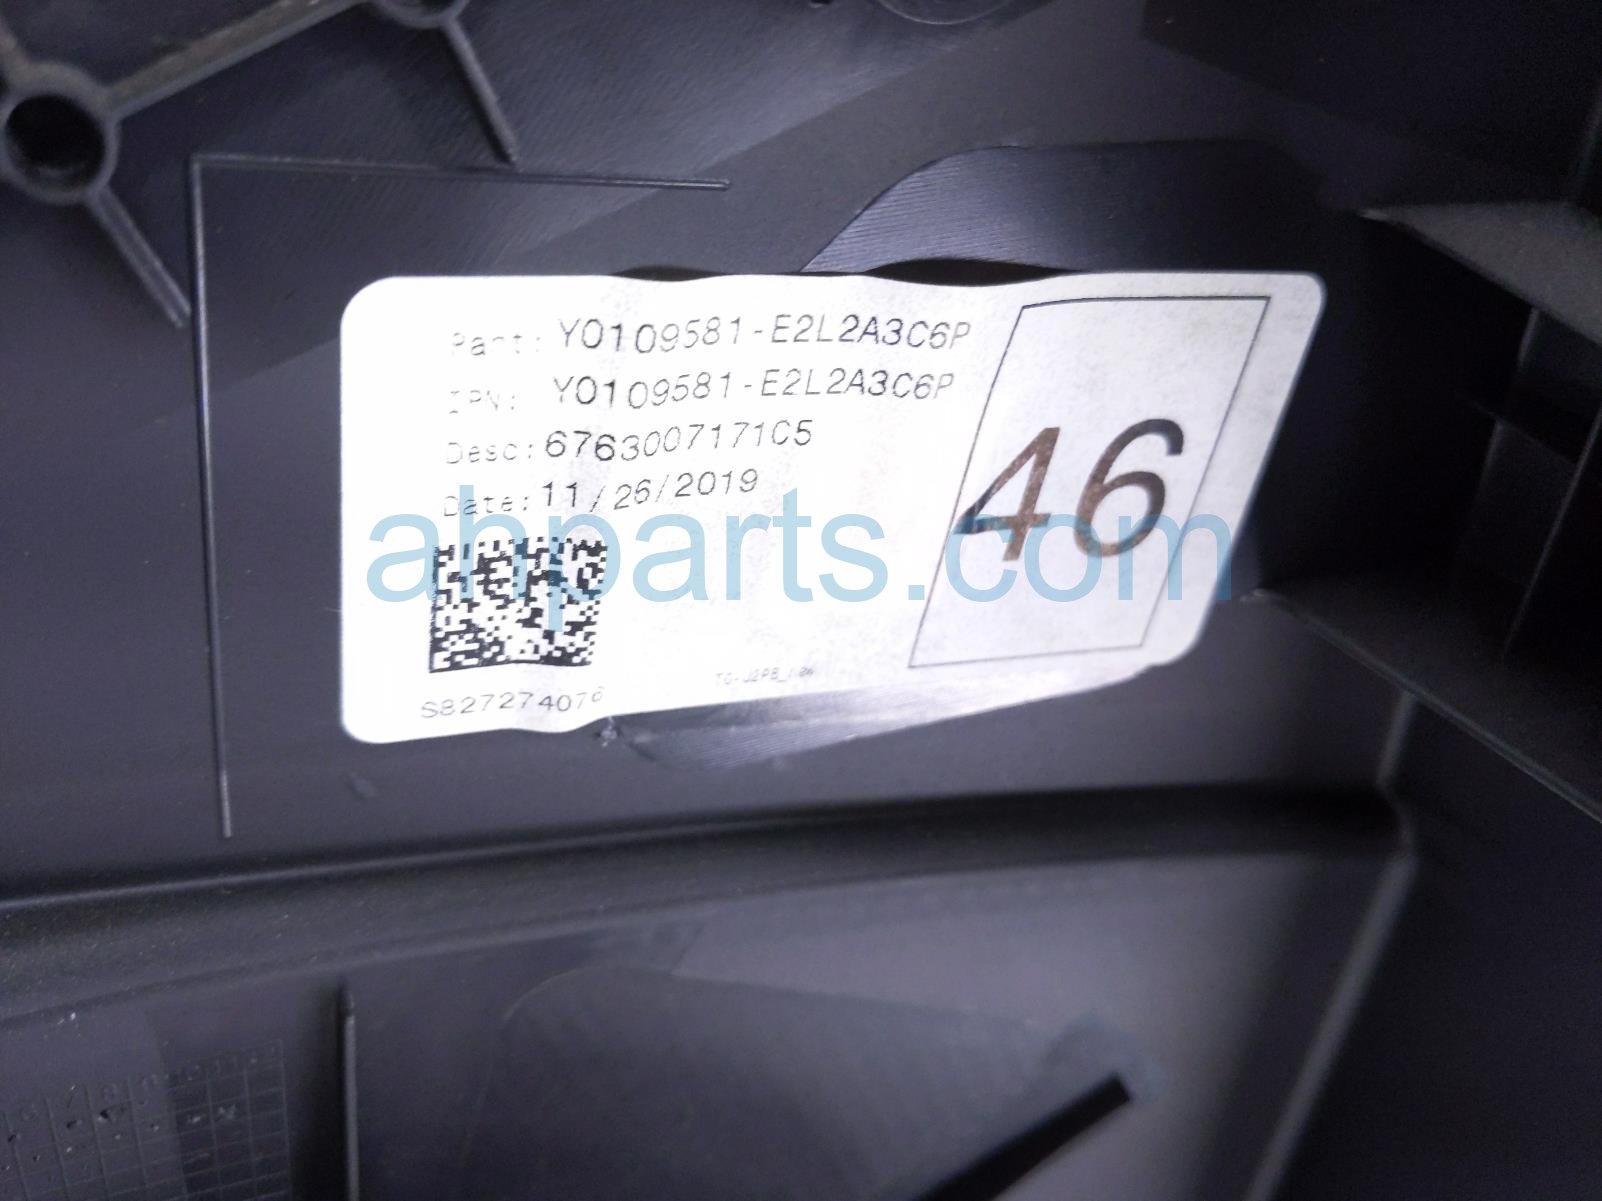 Part: Y0109581-E2L2A3C6P
IPN: Y0109581-E2L2A3C6P
Desc: 6763007171C5
Date: 11/26/2019
46
ahparts.com
S827274076